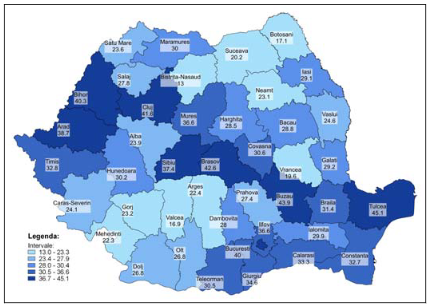 Satu Mare
23.6
Maramures
30
Botosani
17.1
Suceava
20.2
Salaj
27.8
Bistrita-Nasaud
13
Iasi
29.1
Neamt
23.1
Bihor
40.3
Cluj
41.6
Mures
36.6
Harghita
28.5
Bacau
28.8
Vaslui
24.6
Arad
38.7
Alba
23.9
Covasna
30.6
Sibiu
37.4
Brasov
42.6
Vrancea
19.6
Galati
29.2
Timis
32.8
Hunedoara
30.2
Arges
22.4
Prahova
27.4
Buzau
43.9
Braila
31.4
Tulcea
45.1
Caras-Severin
24.1
Gorj
23.2
Valcea
16.9
Dambovita
28
Ilfov
36.6
Ialomita
29.9
Mehedinti
22.3
Olt
26.8
Bucuresti
40
Calarasi
33.3
Constanta
32.7
Dolj
26.8
Teleorman
30.5
Giurgiu
34.6
Legenda:
Intervale:
13.0 - 23.3
23.4 - 27.9
28.0 - 30.4
30.5 - 36.6
36.7 - 45.1